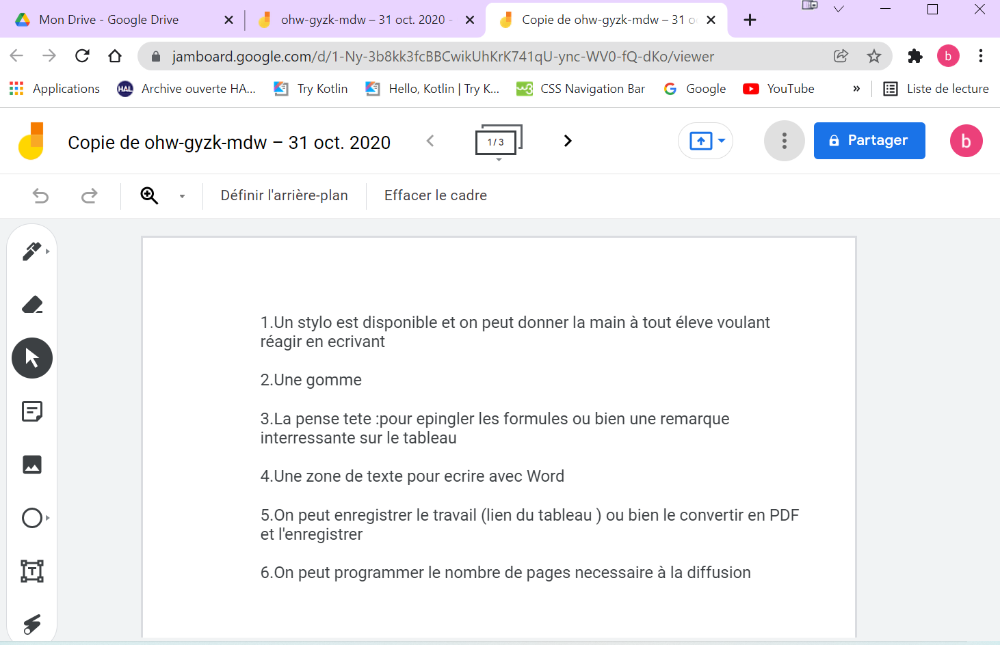 Mon Drive - Google Drive
ohw-gyzk-mdw – 31 oct. 2020 -
Copie de ohw-gyzk-mdw – 31 o
jamboard.google.com/d/1-Ny-3b8kk3fcBBCwikUhKrK741qU-ync-WV0-fQ-dKo/viewer
b
Applications
HAL
Archive ouverte HA...
Try Kotlin
Hello, Kotlin | Try K...
w3
CSS Navigation Bar
G
Google
YouTube
»
Liste de lecture
Copie de ohw-gyzk-mdw – 31 oct. 2020
1 / 3
Partager
b
Définir l'arrière-plan
Effacer le cadre
1.Un stylo est disponible et on peut donner la main à tout éleve voulant
réagir en ecrivant
2.Une gomme
3.La pense tete :pour epingler les formules ou bien une remarque
interressante sur le tableau
4.Une zone de texte pour ecrire avec Word
5.On peut enregistrer le travail (lien du tableau ) ou bien le convertir en PDF
et l'enregistrer
6.On peut programmer le nombre de pages necessaire à la diffusion
T